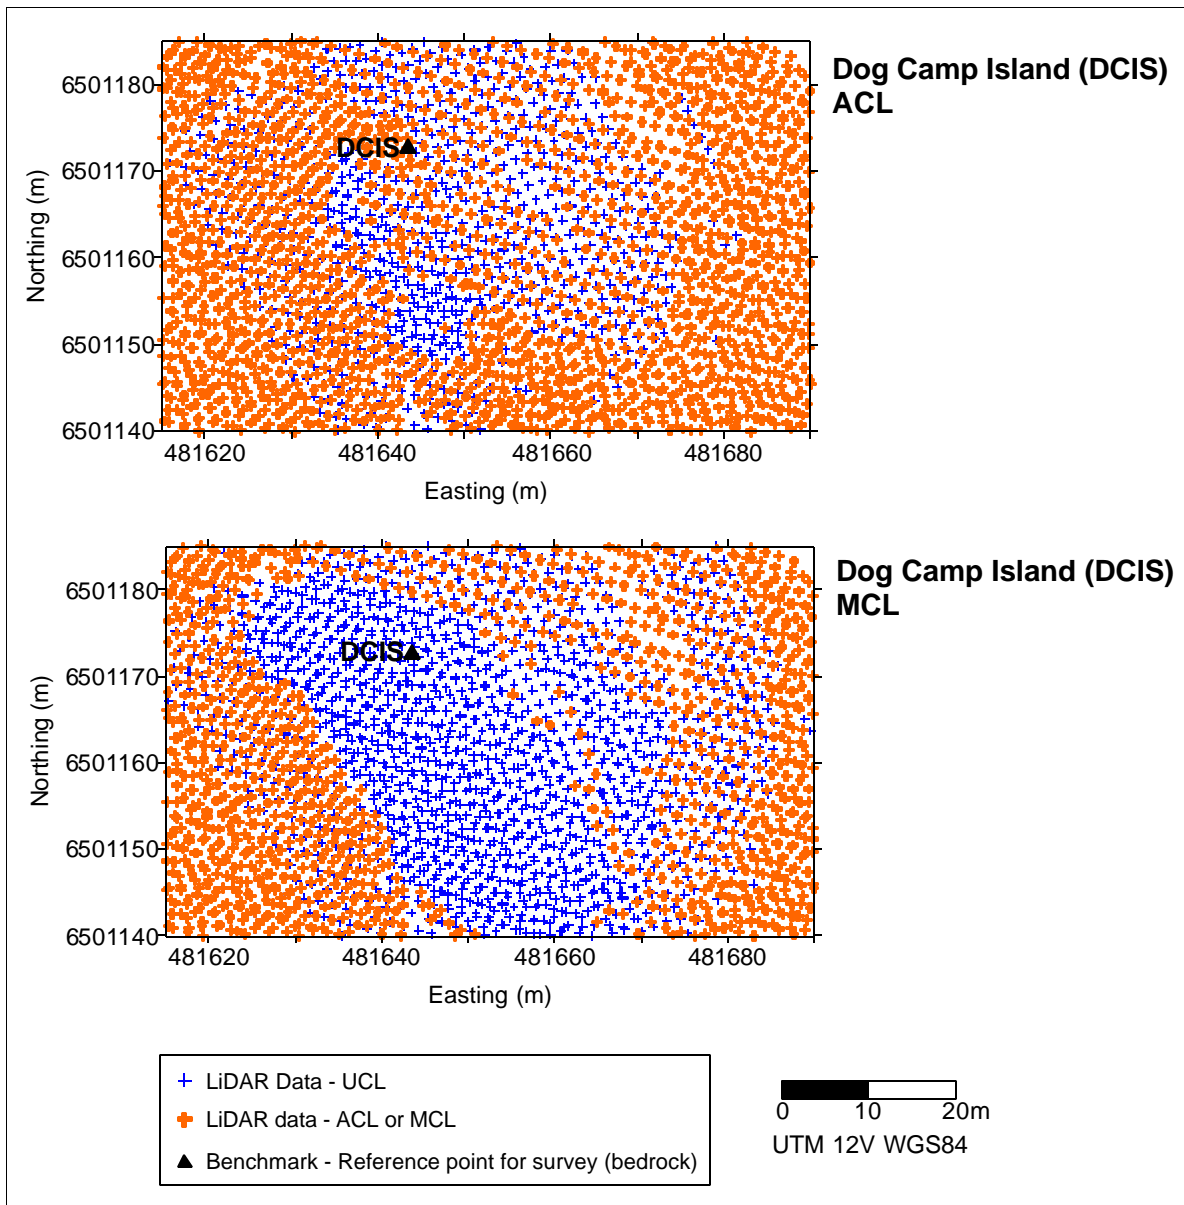 Dog Camp Island (DCIS)
ACL
6501180
6501170
6501160
6501150
6501140
Northing (m)
DCIS
481620 481640 481660 481680
Easting (m)
Dog Camp Island (DCIS)
MCL
6501180
6501170
6501160
6501150
6501140
Northing (m)
DCIS
481620 481640 481660 481680
Easting (m)
LiDAR Data - UCL
LiDAR data - ACL or MCL
Benchmark - Reference point for survey (bedrock)
0 10 20m
UTM 12V WGS84